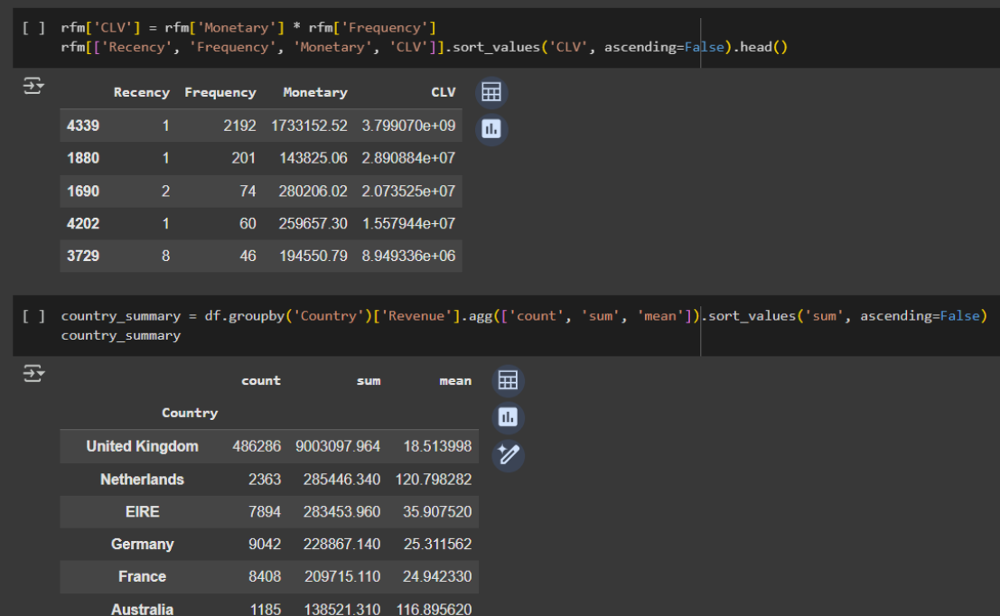 [ ] rfm['CLV'] = rfm['Monetary'] * rfm['Frequency']
rfm[['Recency', 'Frequency', 'Monetary', 'CLV']].sort_values('CLV', ascending=False).head()
Recency Frequency Monetary CLV
4339 1 2192 1733152.52 3.799070e+09
1880 1 201 143825.06 2.890884e+07
1690 2 74 280206.02 2.073525e+07
4202 1 60 259657.30 1.557944e+07
3729 8 46 194550.79 8.949336e+06
[ ] country_summary = df.groupby('Country')['Revenue'].agg(['count', 'sum', 'mean']).sort_values('sum', ascending=False)
country_summary
count sum mean
Country
United Kingdom 486286 9003097.964 18.513998
Netherlands 2363 285446.340 120.798282
EIRE 7894 283453.960 35.907520
Germany 9042 228867.140 25.311562
France 8408 209715.110 24.942330
Australia 1185 138521.310 116.895620